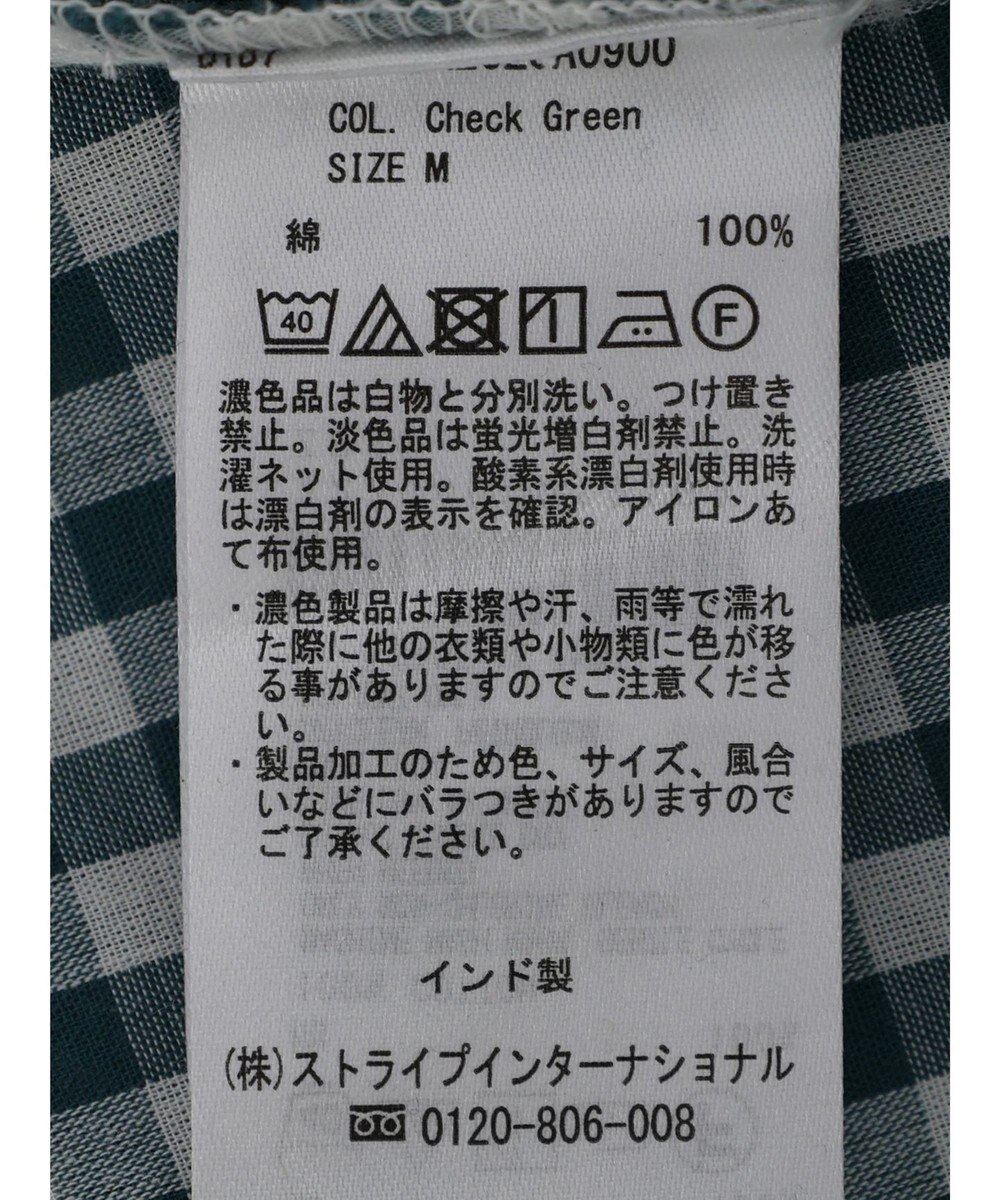 COL. Check Green
SIZE M
綿 100%
40
F
濃色品は白物と分別洗い。つけ置き
禁止。淡色品は蛍光増白剤禁止。洗
濯ネット使用。酸素系漂白剤使用時
は漂白剤の表示を確認。アイロンあ
て布使用。
・濃色製品は摩擦や汗、雨等で濡れ
た際に他の衣類や小物類に色が移
る事がありますのでご注意くださ
い。
・製品加工のため色、サイズ、風合
いなどにバラつきがありますので
ご了承ください。
インド製
(株)ストライプインターナショナル
0120-806-008